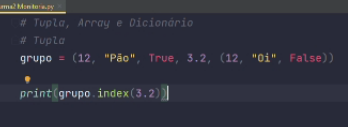 orma2 Monitoria.py
# Tupla, Array e Dicionário
# Tupla
grupo = (12, "Pão", True, 3.2, (12, "Oi", False))
print(grupo.index(3.2))